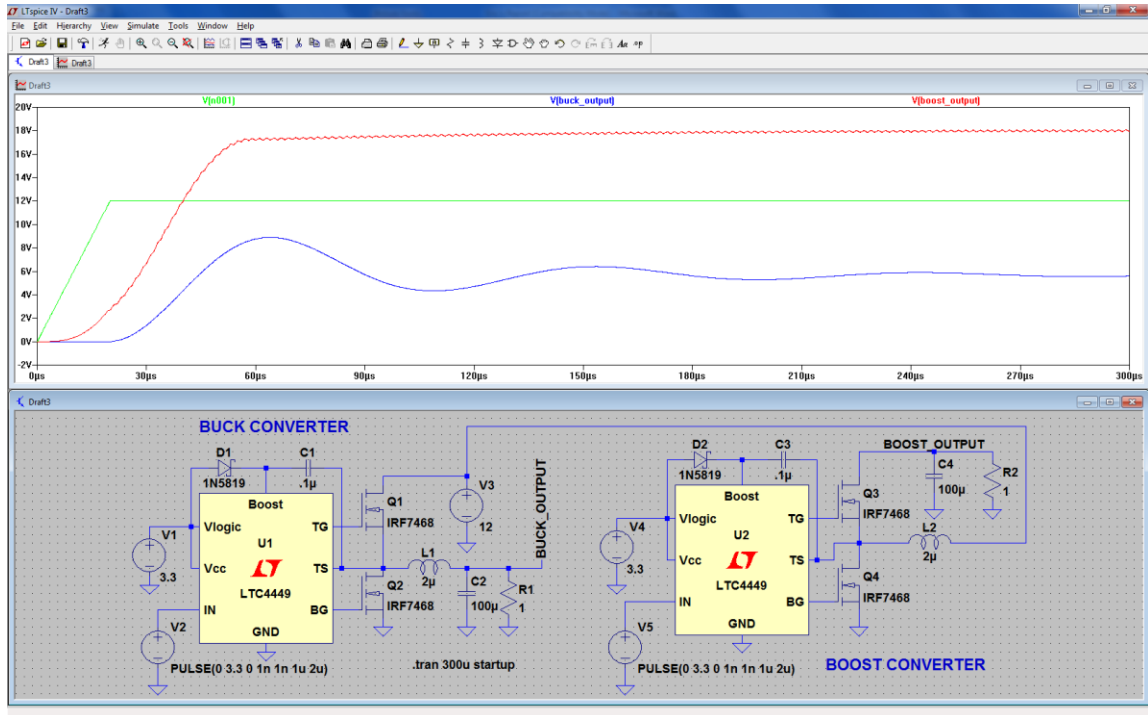 LTspice IV - Draft3
File Edit Hierarchy View Simulate Tools Window Help
Draft3 Draft3
Draft3
V(n001) V(buck_output) V(boost_output)
20V
18V
16V
14V
12V
10V
8V
6V
4V
2V
0V
-2V
0µs 30µs 60µs 90µs 120µs 150µs 180µs 210µs 240µs 270µs 300µs
Draft3
BUCK CONVERTER
D1
1N5819
C1
.1µ
Boost
Vlogic
Vcc
IN
U1
LTC4449
TG
TS
BG
GND
V1
3.3
V2
PULSE(0 3.3 0 1n 1n 1u 2u)
Q1
IRF7468
Q2
IRF7468
V3
12
L1
2µ
C2
100µ
R1
1
BUCK_OUTPUT
.tran 300u startup
D2
1N5819
C3
.1µ
Boost
Vlogic
Vcc
IN
U2
LTC4449
TG
TS
BG
GND
V4
3.3
V5
PULSE(0 3.3 0 1n 1n 1u 2u)
BOOST_OUTPUT
Q3
IRF7468
Q4
IRF7468
C4
100µ
R2
1
L2
2µ
BOOST CONVERTER